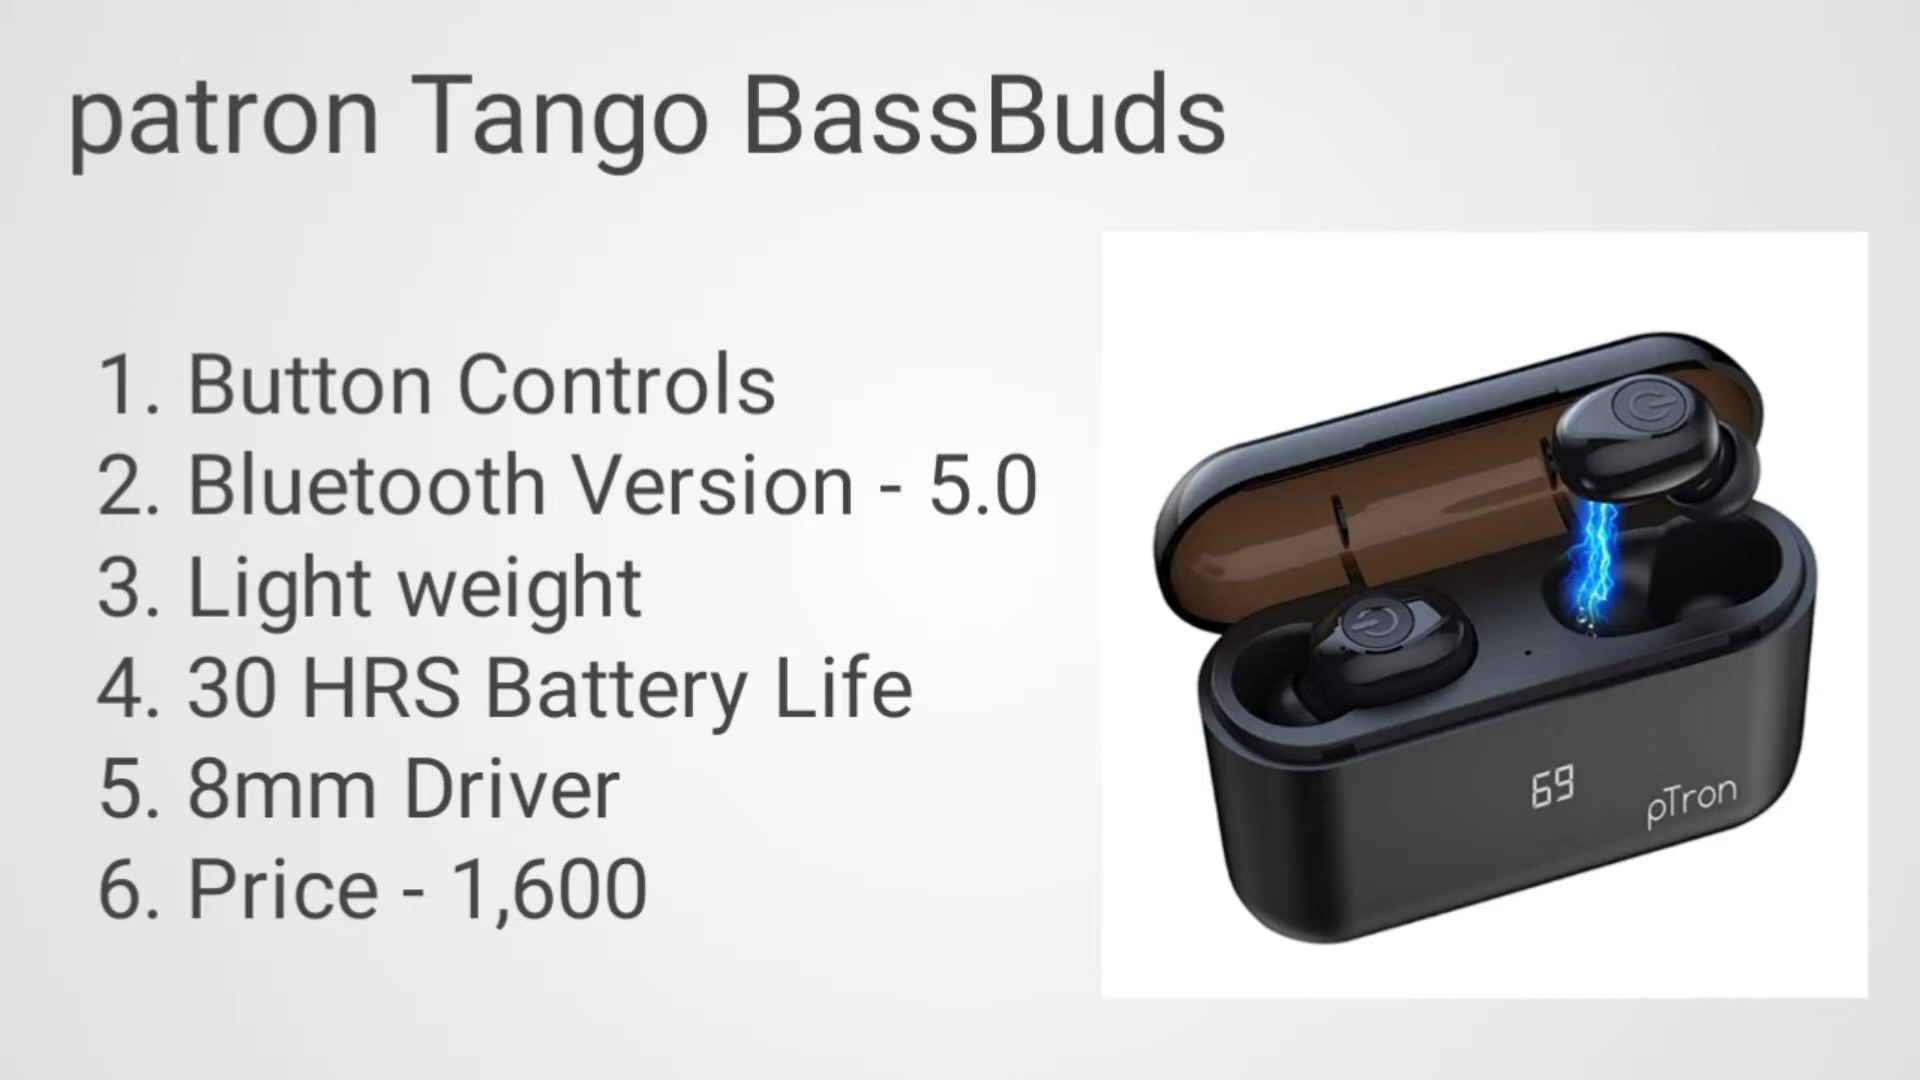 patron Tango BassBuds
1. Button Controls
2. Bluetooth Version - 5.0
3. Light weight
4. 30 HRS Battery Life
5. 8mm Driver
6. Price - 1,600
69
pTron